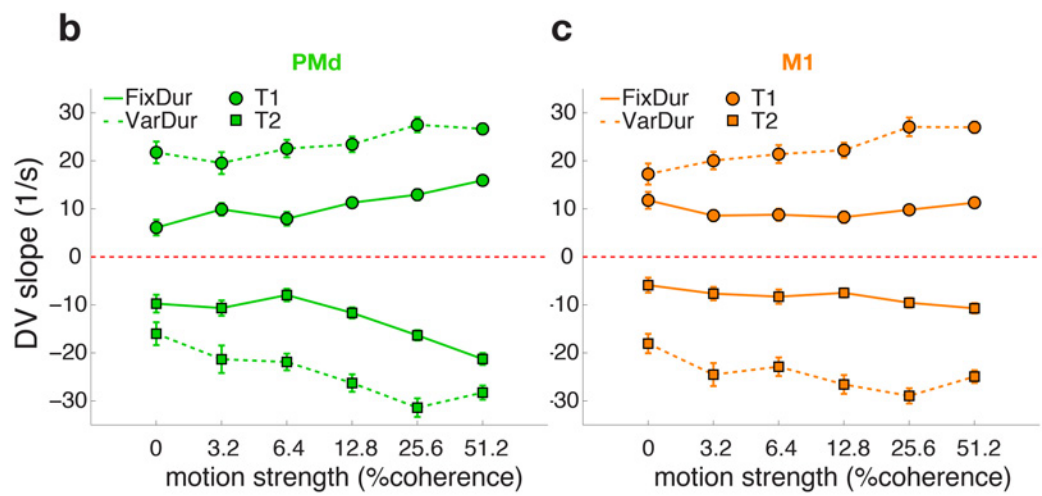 b
PMd
FixDur T1
VarDur T2
DV slope (1/s)
30
20
10
0
−10
−20
−30
0 3.2 6.4 12.8 25.6 51.2
motion strength (%coherence)
c
M1
FixDur T1
VarDur T2
30
20
10
0
-10
-20
-30
0 3.2 6.4 12.8 25.6 51.2
motion strength (%coherence)